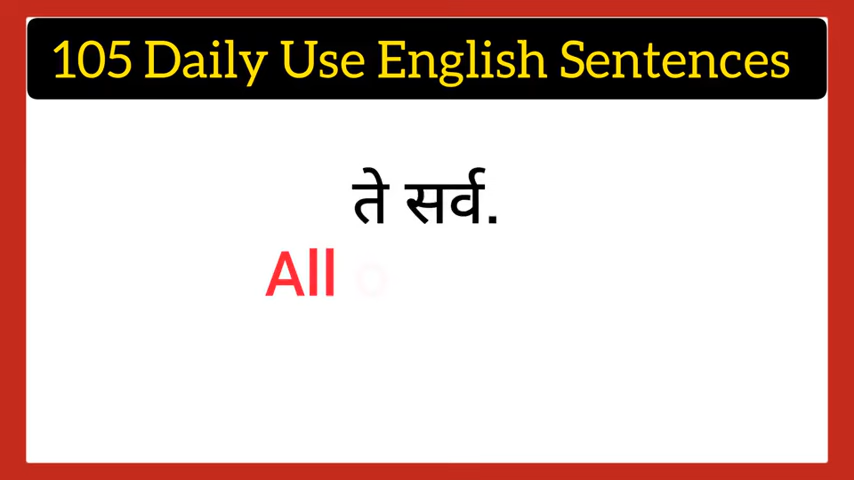 105 Daily Use English Sentences
ते सर्व.
All